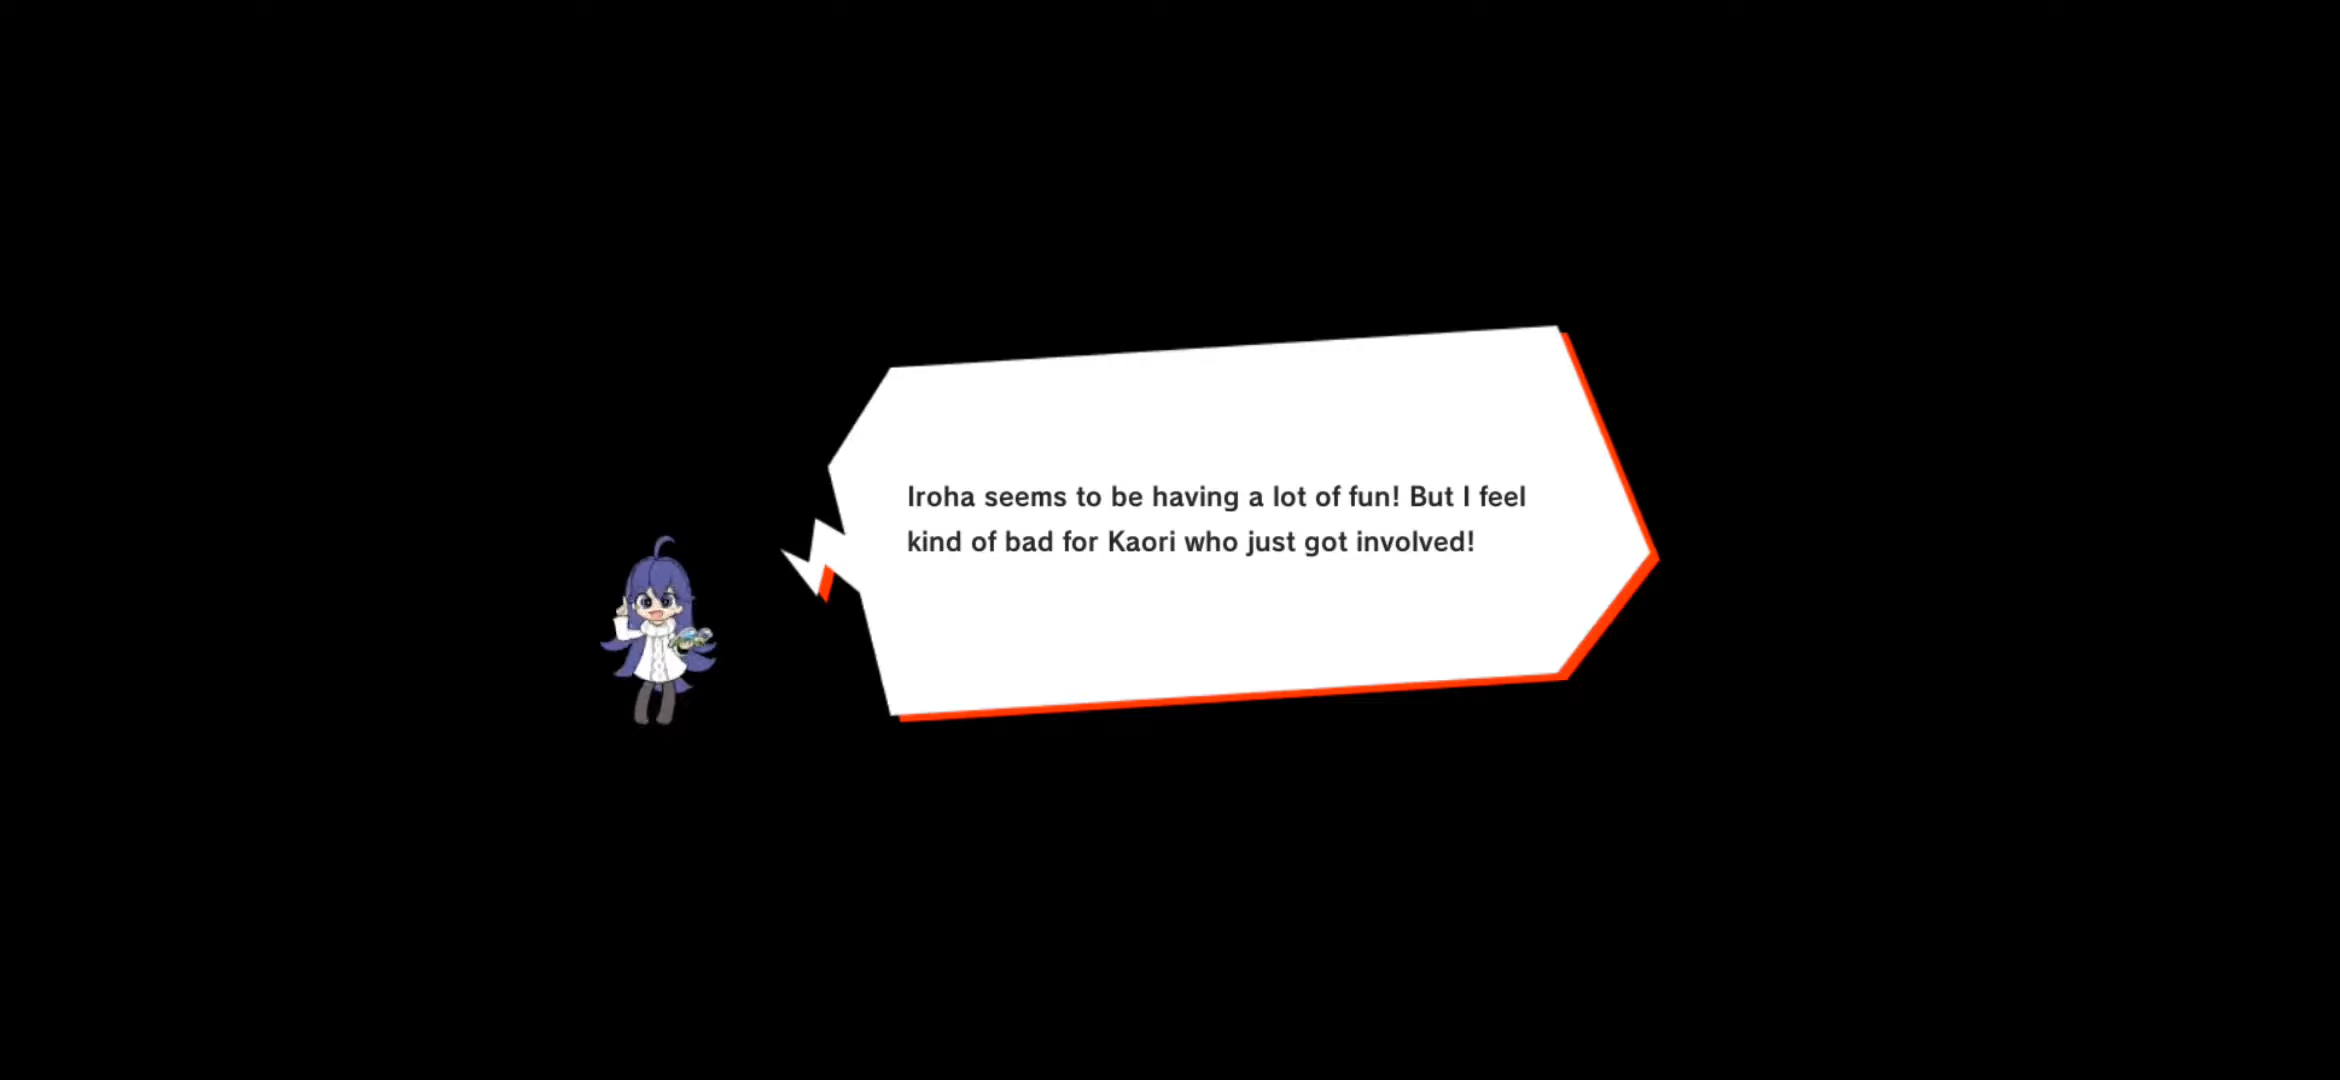 Iroha seems to be having a lot of fun! But I feel
kind of bad for Kaori who just got involved!